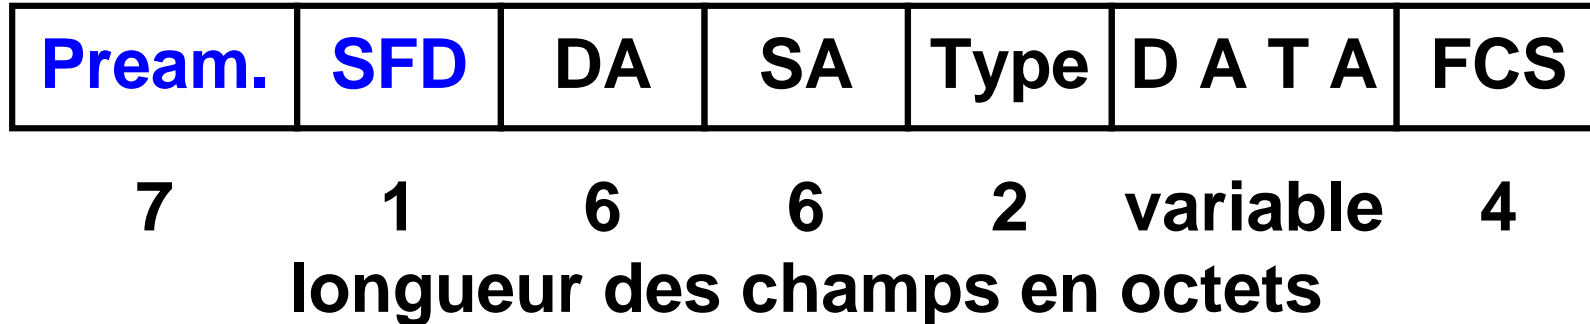 Pream. SFD DA SA Type D A T A FCS
7 1 6 6 2 variable 4
longueur des champs en octets